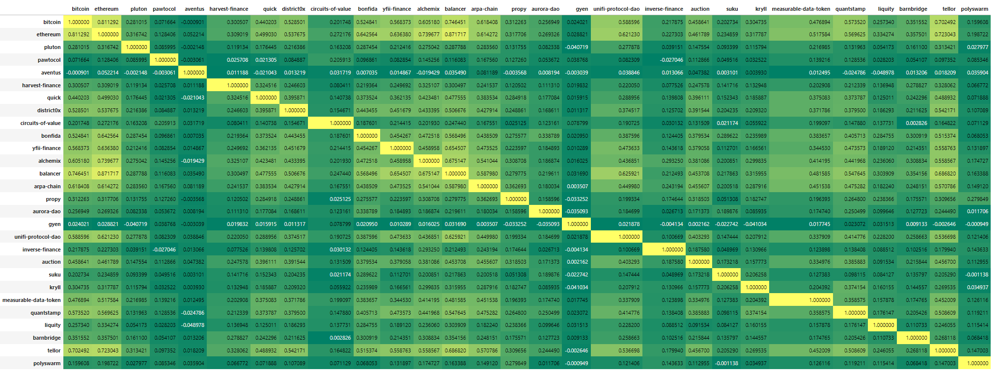 bitcoin ethereum pluton pawtocol aventus harvest-finance quick district0x circuits-of-value bonfida yfii-finance alchemix balancer arpa-chain propy aurora-dao gyen unifi-protocol-dao inverse-finance auction suku kryll measurable-data-token quantstamp liquity barnbridge tellor polyswarm
bitcoin 1.000000 0.811292 0.281015 0.071664 -0.000901 0.300507 0.440203 0.528501 0.201748 0.524841 0.568373 0.605180 0.746451 0.618408 0.312263 0.256949 0.024021 0.588596 0.217875 0.458641 0.202734 0.304735 0.476894 0.573520 0.257340 0.351552 0.702492 0.159608
ethereum 0.811292 1.000000 0.316742 0.128406 0.052214 0.309019 0.499030 0.537675 0.272176 0.642564 0.636380 0.739677 0.871717 0.614272 0.317706 0.269326 0.028821 0.621230 0.227303 0.461789 0.234859 0.317787 0.517584 0.569625 0.334274 0.357501 0.723043 0.198722
pluton 0.281015 0.316742 1.000000 0.085995 -0.002148 0.119134 0.176445 0.216386 0.163208 0.287454 0.212416 0.275042 0.287788 0.283560 0.131755 0.082338 -0.040719 0.277878 0.039151 0.147554 0.093399 0.115794 0.216985 0.131963 0.054173 0.161100 0.313421 0.027977
pawtocol 0.071664 0.128406 0.085995 1.000000 -0.003061 0.025708 0.021305 0.084887 0.205913 0.096861 0.082854 0.145256 0.116083 0.167560 0.127260 0.053672 0.038768 0.082309 -0.027046 0.112866 0.049516 0.032522 0.139216 0.128536 0.028203 0.054107 0.097352 0.085346
aventus -0.000901 0.052214 -0.002148 -0.003061 1.000000 0.011188 -0.021043 0.013219 0.031719 0.007035 0.014867 -0.019429 0.035490 0.081189 -0.003568 0.008194 -0.003039 0.038846 0.013066 0.047382 0.003101 0.003930 0.012495 -0.024786 -0.048978 0.013206 0.018209 0.035904
harvest-finance 0.300507 0.309019 0.119134 0.025708 0.011188 1.000000 0.324516 0.246603 0.080411 0.219364 0.249692 0.325107 0.300497 0.241537 0.120502 0.111310 0.019832 0.220050 0.077526 0.247578 0.141716 0.132948 0.202908 0.212339 0.136948 0.278827 0.328062 0.066772
quick 0.440203 0.499030 0.176445 0.021305 -0.021043 0.324516 1.000000 0.395871 0.140738 0.373524 0.362135 0.423481 0.477555 0.383534 0.284918 0.177084 0.015915 0.288956 0.139808 0.396111 0.152343 0.185887 0.375083 0.373787 0.125011 0.242296 0.488932 0.071888
district0x 0.528501 0.537675 0.216386 0.084887 0.013219 0.246603 0.395871 1.000000 0.154671 0.443455 0.451679 0.433395 0.506676 0.427914 0.248861 0.168611 0.011317 0.374517 0.125702 0.391544 0.204235 0.209320 0.371786 0.379500 0.186293 0.211625 0.542171 0.107089
circuits-of-value 0.201748 0.272176 0.163208 0.205913 0.031719 0.080411 0.140738 0.154671 1.000000 0.187601 0.214415 0.201930 0.247440 0.167551 0.025125 0.123161 0.078799 0.190725 0.030132 0.131509 0.021174 0.055922 0.199097 0.147880 0.137731 0.002826 0.164822 0.071129
bonfida 0.524841 0.642564 0.287454 0.096861 0.007035 0.219364 0.373524 0.443455 0.187601 1.000000 0.454267 0.472518 0.568496 0.438509 0.275577 0.338789 0.020950 0.387596 0.124405 0.379534 0.289622 0.235989 0.383657 0.405713 0.284755 0.300919 0.515374 0.068053
yfii-finance 0.568373 0.636380 0.212416 0.082854 0.014867 0.249692 0.362135 0.451679 0.214415 0.454267 1.000000 0.458958 0.654507 0.473525 0.223597 0.184893 0.010289 0.473633 0.143618 0.379058 0.112701 0.166561 0.344530 0.473573 0.189120 0.214351 0.558763 0.131897
alchemix 0.605180 0.739677 0.275042 0.145256 -0.019429 0.325107 0.423481 0.433395 0.201930 0.472518 0.458958 1.000000 0.675147 0.541044 0.308708 0.186874 0.016025 0.436851 0.293250 0.381086 0.200851 0.299835 0.414195 0.441968 0.236060 0.308834 0.558567 0.174727
balancer 0.746451 0.871717 0.287788 0.116083 0.035490 0.300497 0.477555 0.506676 0.247440 0.568496 0.654507 0.675147 1.000000 0.587980 0.279775 0.219611 0.031690 0.625921 0.212493 0.453708 0.217863 0.315955 0.481585 0.547645 0.303909 0.354156 0.686820 0.163388
arpa-chain 0.618408 0.614272 0.283560 0.167560 0.081189 0.241537 0.383534 0.427914 0.167551 0.438509 0.473525 0.541044 0.587980 1.000000 0.362693 0.180034 0.003507 0.449980 0.243194 0.455607 0.200518 0.287916 0.451538 0.475282 0.182240 0.248151 0.570786 0.149120
propy 0.312263 0.317706 0.131755 0.127260 -0.003568 0.120502 0.284918 0.248861 0.025125 0.275577 0.223597 0.308708 0.279775 0.362693 1.000000 0.158596 -0.033252 0.199334 0.174644 0.318503 0.051308 0.182747 0.196393 0.264800 0.238366 0.175571 0.309656 0.279849
aurora-dao 0.256949 0.269326 0.082338 0.053672 0.008194 0.111310 0.177084 0.168611 0.123161 0.338789 0.184893 0.186874 0.219611 0.180034 0.158596 1.000000 -0.035093 0.184699 0.026713 0.171373 0.189876 0.085935 0.174740 0.250499 0.099646 0.127723 0.244490 0.011706
gyen 0.024021 0.028821 -0.040719 0.038768 -0.003039 0.019832 0.015915 0.011317 0.078799 0.020950 0.010289 0.016025 0.031690 0.003507 -0.033252 -0.035093 1.000000 0.021878 -0.004134 0.002162 -0.022742 -0.041034 0.017745 0.023072 0.031513 0.009133 -0.002646 -0.000949
unifi-protocol-dao 0.588596 0.621230 0.277878 0.082309 0.038846 0.220050 0.288956 0.374517 0.190725 0.387596 0.473633 0.436851 0.625921 0.449980 0.199334 0.184699 0.021878 1.000000 0.100669 0.403293 0.147444 0.207912 0.337909 0.414776 0.228200 0.258663 0.536698 0.121406
inverse-finance 0.217875 0.227303 0.039151 -0.027046 0.013066 0.077526 0.139808 0.125702 0.030132 0.124405 0.143618 0.293250 0.212493 0.243194 0.174644 0.026713 -0.004134 0.100669 1.000000 0.187580 0.048969 0.130966 0.123898 0.138408 0.088512 0.102516 0.179940 0.143633
auction 0.458641 0.461789 0.147554 0.112866 0.047382 0.247578 0.396111 0.391544 0.131509 0.379534 0.379058 0.381086 0.453708 0.455607 0.318503 0.171373 0.002162 0.403293 0.187580 1.000000 0.173218 0.157773 0.334976 0.385883 0.091534 0.215844 0.456700 0.112955
suku 0.202734 0.234859 0.093399 0.049516 0.003101 0.141716 0.152343 0.204235 0.021174 0.289622 0.112701 0.200851 0.217863 0.200518 0.051308 0.189876 -0.022742 0.147444 0.048969 0.173218 1.000000 0.206258 0.127383 0.098115 0.084127 0.135797 0.205290 -0.001138
kryll 0.304735 0.317787 0.115794 0.032522 0.003930 0.132948 0.185887 0.209320 0.055922 0.235989 0.166561 0.299835 0.315955 0.287916 0.182747 0.085935 -0.041034 0.207912 0.130966 0.157773 0.206258 1.000000 0.204392 0.374154 0.160155 0.144557 0.269535 0.034937
measurable-data-token 0.476894 0.517584 0.216985 0.139216 0.012495 0.202908 0.375083 0.371786 0.199097 0.383657 0.344530 0.414195 0.481585 0.451538 0.196393 0.174740 0.017745 0.337909 0.123898 0.334976 0.127383 0.204392 1.000000 0.358575 0.157878 0.174765 0.452009 0.126116
quantstamp 0.573520 0.569625 0.131963 0.128536 -0.024786 0.212339 0.373787 0.379500 0.147880 0.405713 0.473573 0.441968 0.547645 0.475282 0.264800 0.250499 0.023072 0.414776 0.138408 0.385883 0.098115 0.374154 0.358575 1.000000 0.176147 0.205426 0.508609 0.119211
liquity 0.257340 0.334274 0.054173 0.028203 -0.048978 0.136948 0.125011 0.186293 0.137731 0.284755 0.189120 0.236060 0.303909 0.182240 0.238366 0.099646 0.031513 0.228200 0.088512 0.091534 0.084127 0.160155 0.157878 0.176147 1.000000 0.110733 0.246055 0.115414
barnbridge 0.351552 0.357501 0.161100 0.054107 0.013206 0.278827 0.242296 0.211625 0.002826 0.300919 0.214351 0.308834 0.354156 0.248151 0.175571 0.127723 0.009133 0.258663 0.102516 0.215844 0.135797 0.144557 0.174765 0.205426 0.110733 1.000000 0.268118 0.068418
tellor 0.702492 0.723043 0.313421 0.097352 0.018209 0.328062 0.488932 0.542171 0.164822 0.515374 0.558763 0.558567 0.686820 0.570786 0.309656 0.244490 -0.002646 0.536698 0.179940 0.456700 0.205290 0.269535 0.452009 0.508609 0.246055 0.268118 1.000000 0.147003
polyswarm 0.159608 0.198722 0.027977 0.085346 0.035904 0.066772 0.071888 0.107089 0.071129 0.068053 0.131897 0.174727 0.163388 0.149120 0.279849 0.011706 -0.000949 0.121406 0.143633 0.112955 -0.001138 0.034937 0.126116 0.119211 0.115414 0.068418 0.147003 1.000000